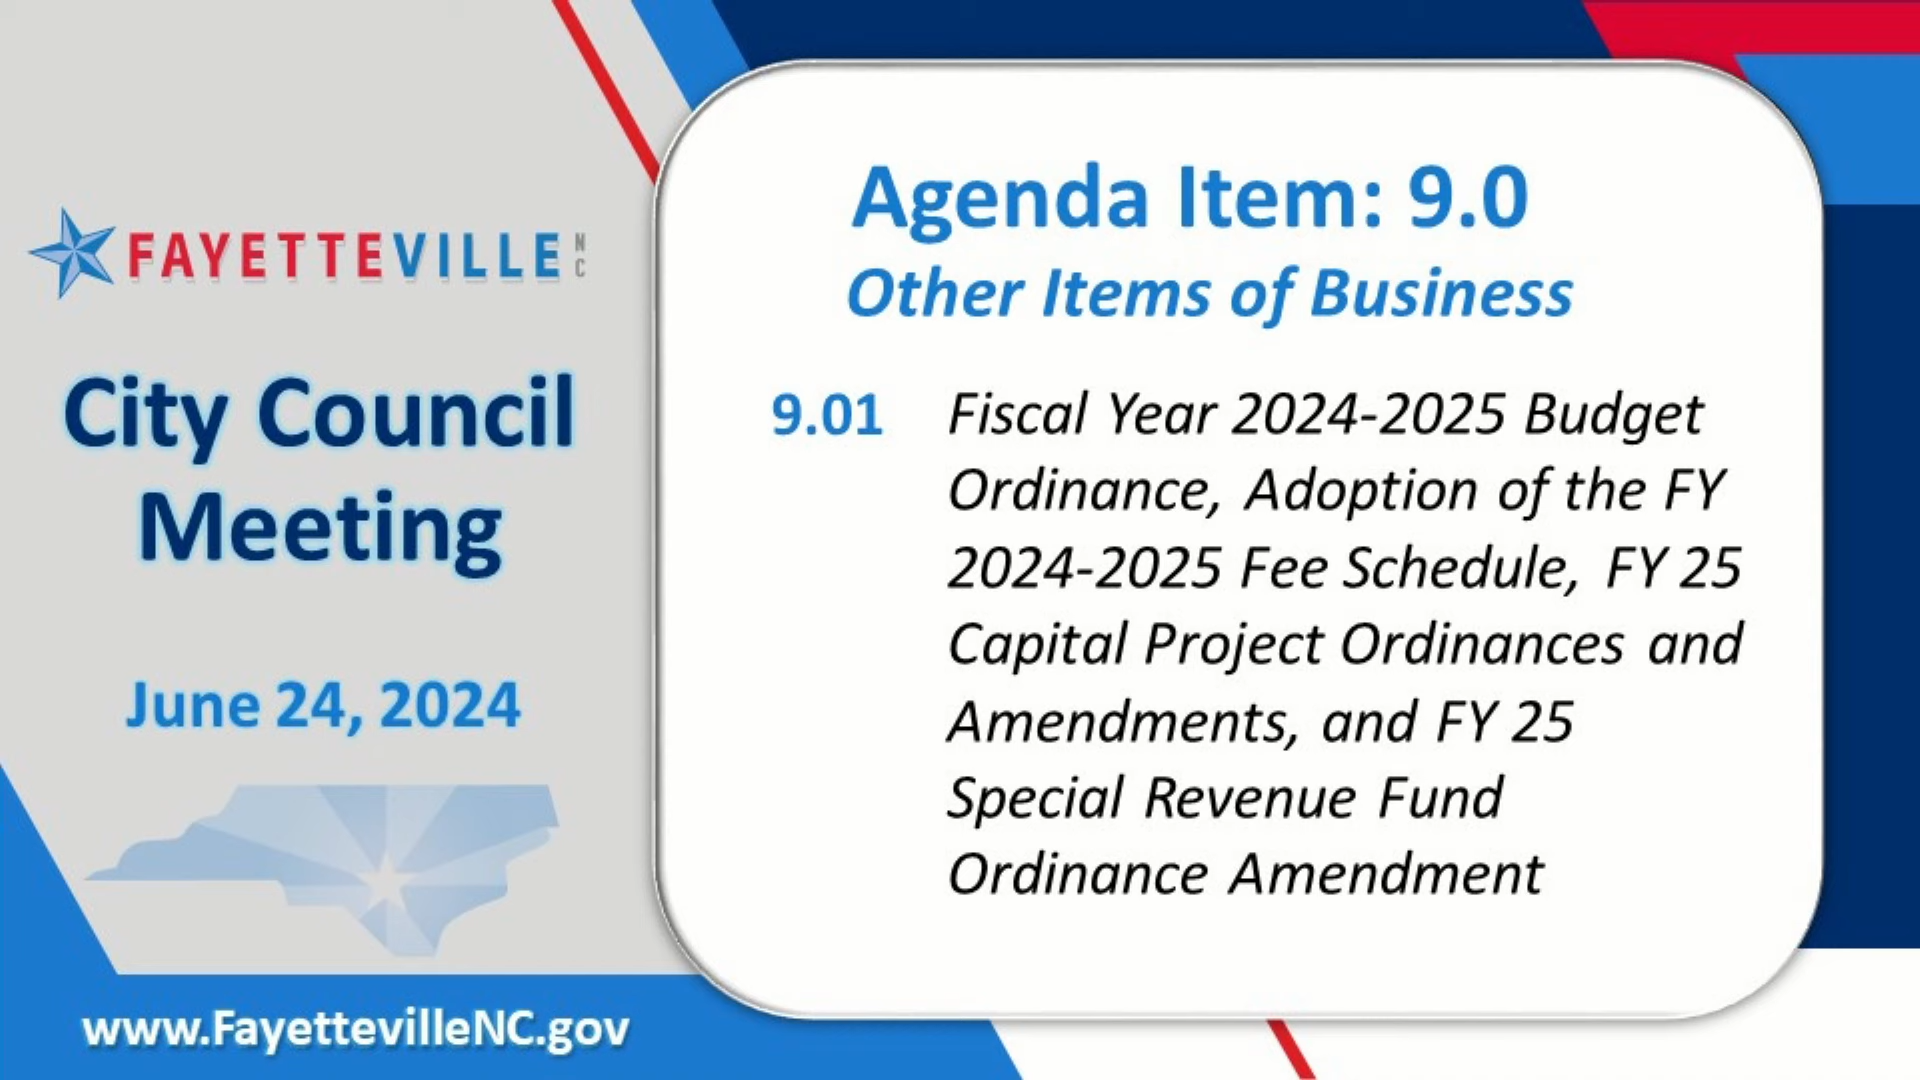 FAYETTEVILLE NC
City Council
Meeting
June 24, 2024
www.FayettevilleNC.gov
Agenda Item: 9.0
Other Items of Business
9.01 Fiscal Year 2024-2025 Budget
Ordinance, Adoption of the FY
2024-2025 Fee Schedule, FY 25
Capital Project Ordinances and
Amendments, and FY 25
Special Revenue Fund
Ordinance Amendment